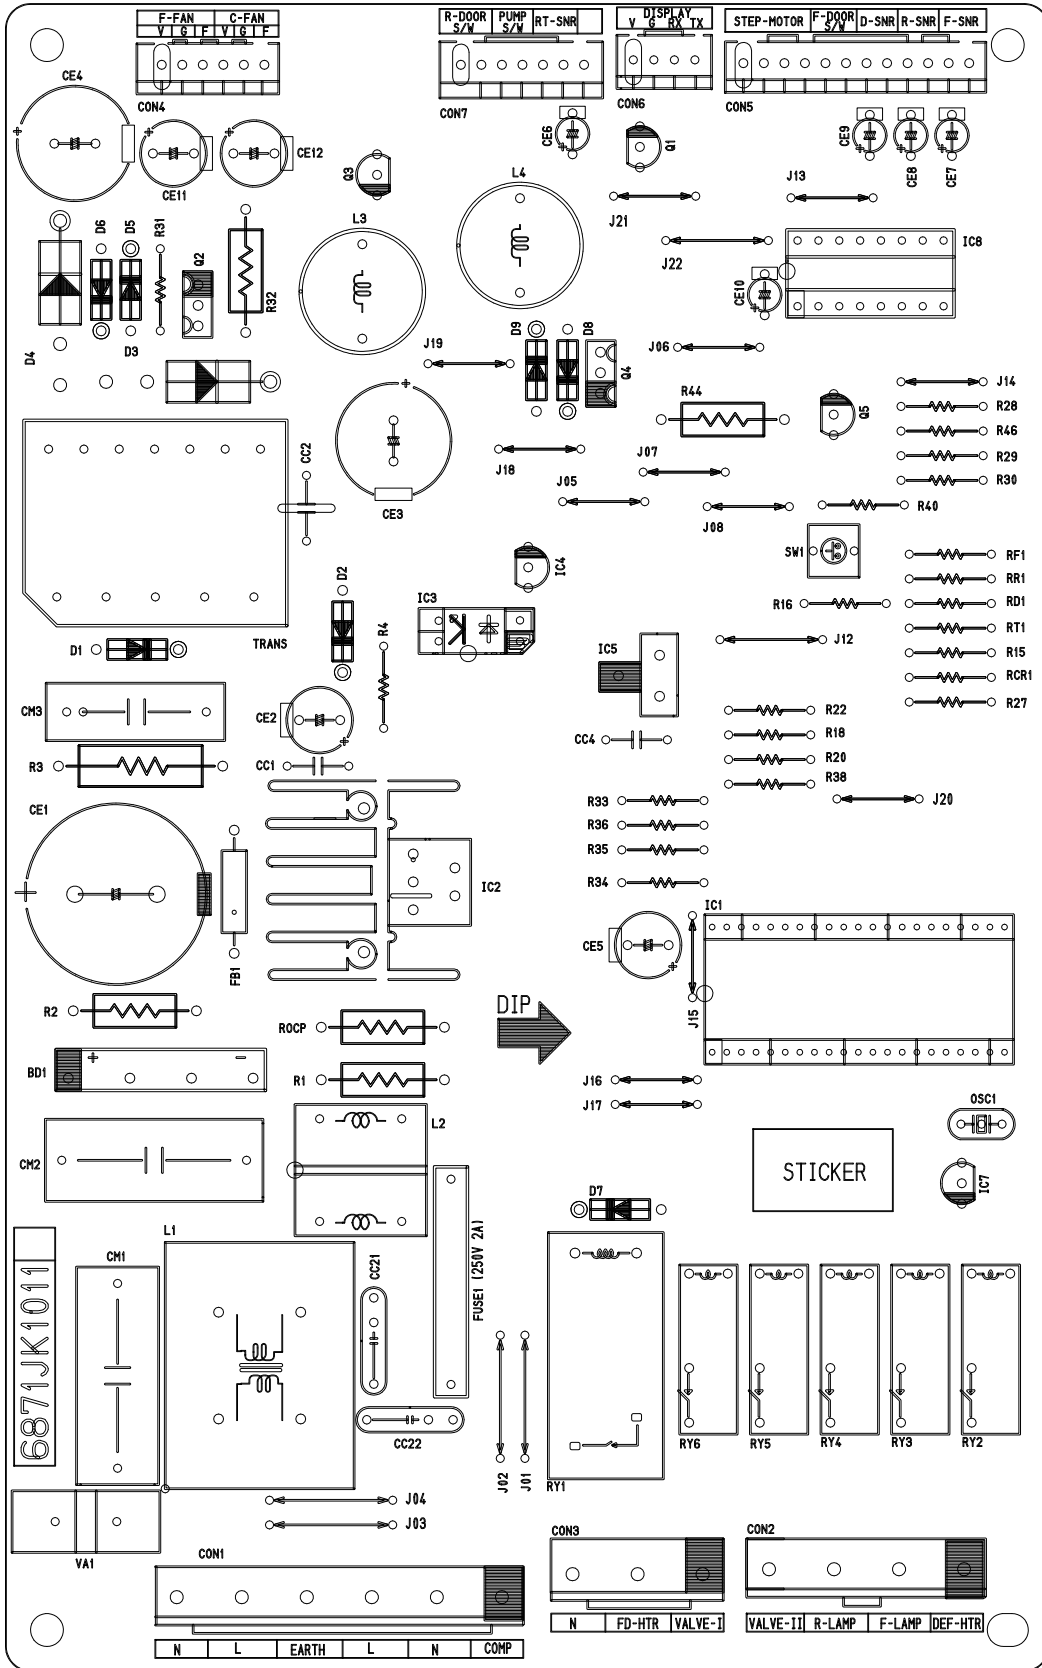 F-FAN C-FAN
V G F V G F
R-DOOR S/W PUMP S/W RT-SNR
DISPLAY
V G RX TX
STEP-MOTOR F-DOOR S/W D-SNR R-SNR F-SNR
CE4
CON4
CON7
CON6
CON5
CE6
Q1
CE9
CE8
CE7
CE11
CE12
Q3
L4
J13
J21
L3
D6
D5
R31
Q2
R32
J22
IC8
CE10
D4
D3
J19
D9
D8
Q4
J06
J14
R44
Q5
R28
R46
R29
R30
CC2
CE3
J18
J07
J05
J08
R40
SW1
IC4
RF1
RR1
RD1
RT1
R15
RCR1
R27
R16
D2
IC3
R4
J12
TRANS
D1
IC5
CM3
CE2
R22
R18
R20
R38
CC4
R3
CC1
J20
CE1
R33
R36
R35
R34
IC2
IC1
CE5
FB1
J15
R2
ROCP
DIP
BD1
R1
J16
J17
OSC1
L2
CM2
STICKER
IC7
D7
L1
CM1
CC21
FUSE1 (250V 2A)
6871JK1011
CC22
J02
J01
RY1
RY6
RY5
RY4
RY3
RY2
J04
J03
VA1
CON1
CON3
CON2
N L EARTH L N COMP
N FD-HTR VALVE-I
VALVE-II R-LAMP F-LAMP DEF-HTR